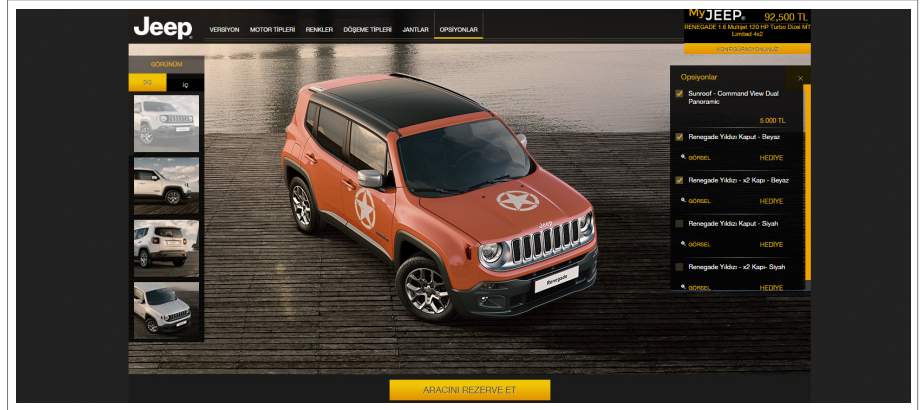 Jeep
VERSİYON MOTOR TİPLERİ RENKLER DÖŞEME TİPLERİ JANTLAR OPSİYONLAR
MyJEEP® 92,500 TL
RENEGADE 1.6 Multijet 120 HP Turbo Dizel MT
Limited 4x2
KONFİGÜRASYONUNUZ
GÖRÜNÜM
DIŞ İÇ
Opsiyonlar ×
Sunroof - Command View Dual
Panoramic
5.000 TL
Renegade Yıldızı Kaput - Beyaz
GÖRSEL HEDİYE
Renegade Yıldızı - x2 Kapı - Beyaz
GÖRSEL HEDİYE
Renegade Yıldızı Kaput - Siyah
GÖRSEL HEDİYE
Renegade Yıldızı - x2 Kapı- Siyah
GÖRSEL HEDİYE
Jeep
Renegade
ARACINI REZERVE ET